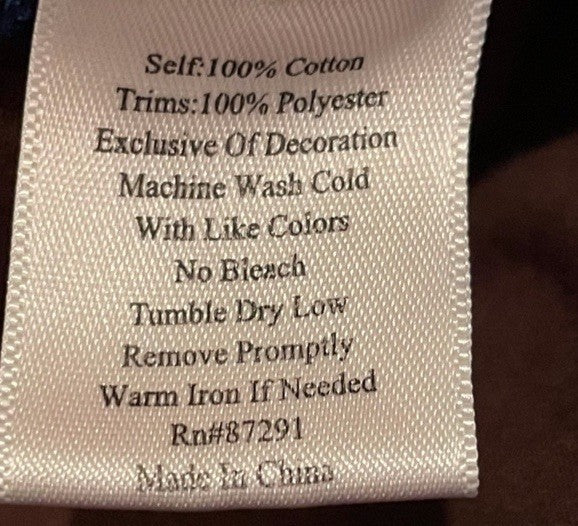 Self:100% Cotton
Trims:100% Polyester
Exclusive Of Decoration
Machine Wash Cold
With Like Colors
No Bleach
Tumble Dry Low
Remove Promptly
Warm Iron If Needed
Rn#87291
Made In China